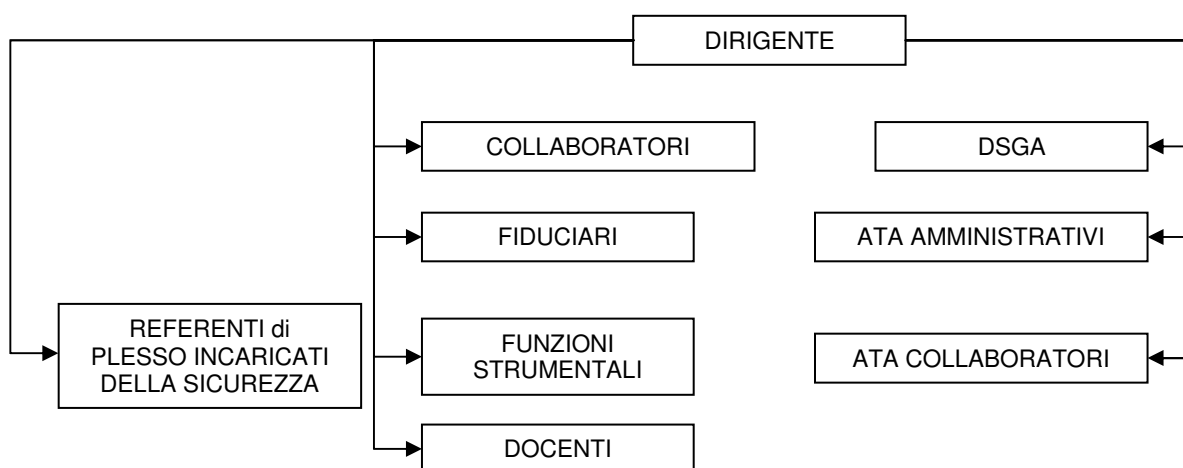 DIRIGENTE
COLLABORATORI
DSGA
FIDUCIARI
ATA AMMINISTRATIVI
REFERENTI di
PLESSO INCARICATI
DELLA SICUREZZA
FUNZIONI
STRUMENTALI
ATA COLLABORATORI
DOCENTI